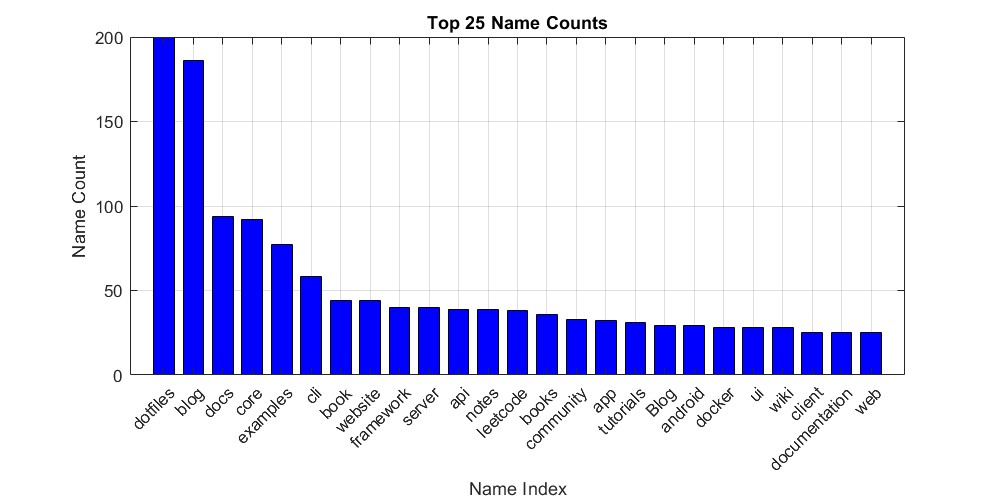 Top 25 Name Counts
200
150
100
50
0
Name Count
dotfiles
blog
docs
core
examples
cli
book
website
framework
server
api
notes
leetcode
books
community
app
tutorials
Blog
android
docker
ui
wiki
client
documentation
web
Name Index